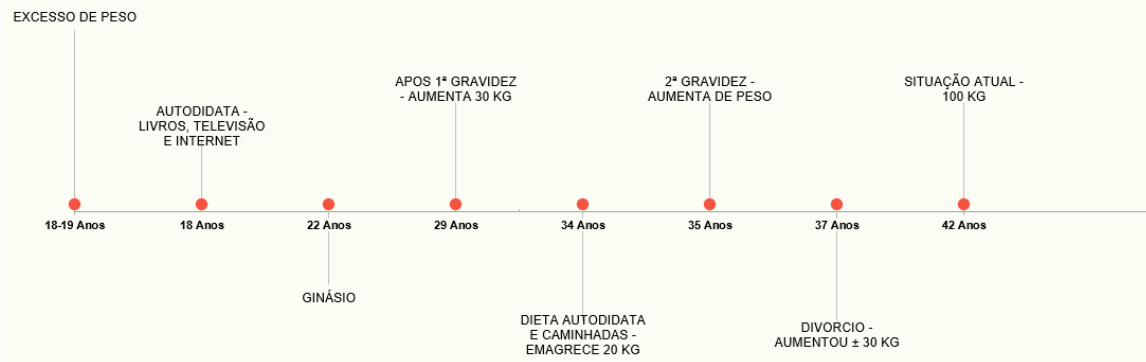 EXCESSO DE PESO
18-19 Anos
AUTODIDATA -
LIVROS, TELEVISÃO
E INTERNET
18 Anos
22 Anos
GINÁSIO
APOS 1ª GRAVIDEZ
- AUMENTA 30 KG
29 Anos
34 Anos
DIETA AUTODIDATA
E CAMINHADAS -
EMAGRECE 20 KG
2ª GRAVIDEZ -
AUMENTA DE PESO
35 Anos
37 Anos
DIVORCIO -
AUMENTOU ± 30 KG
SITUAÇÃO ATUAL -
100 KG
42 Anos